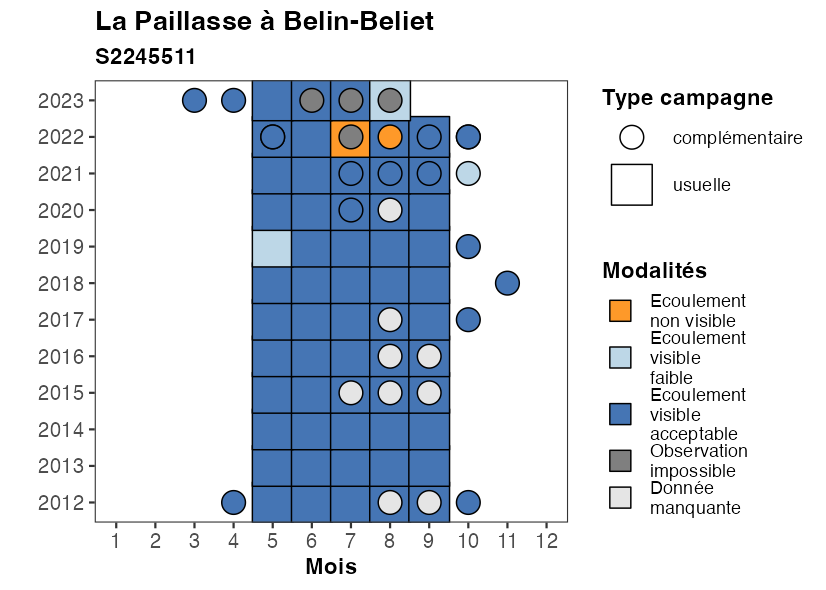 La Paillasse à Belin-Beliet
S2245511
2023
2022
2021
2020
2019
2018
2017
2016
2015
2014
2013
2012
1 2 3 4 5 6 7 8 9 10 11 12
Mois
Type campagne
complémentaire
usuelle
Modalités
Ecoulement
non visible
Ecoulement
visible
faible
Ecoulement
visible
acceptable
Observation
impossible
Donnée
manquante